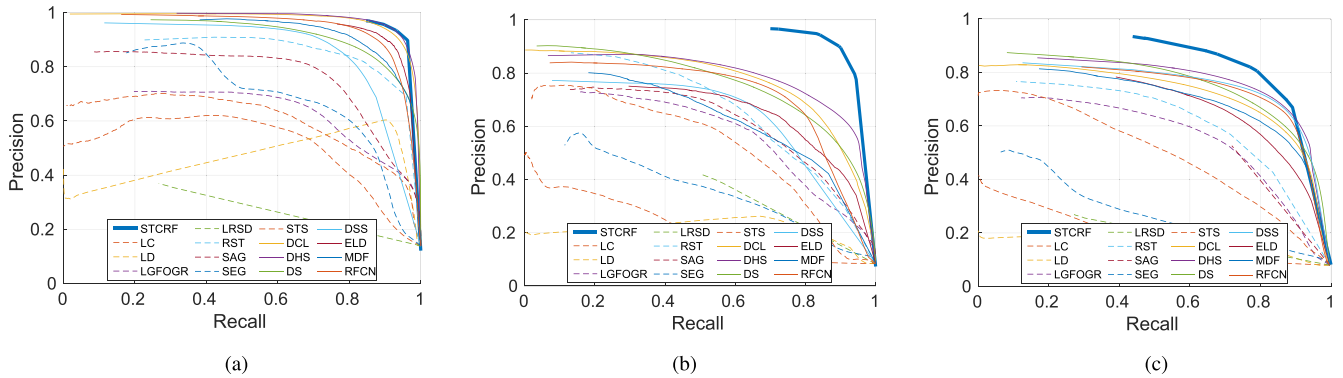 1
0.8
0.6
0.4
0.2
0
Precision
STCRF LRSD STS DSS
LC RST DCL ELD
LD SAG DHS MDF
LGFOGR SEG DS RFCN
0 0.2 0.4 0.6 0.8 1
Recall
(a)
1
0.8
0.6
0.4
0.2
0
Precision
STCRF LRSD STS DSS
LC RST DCL ELD
LD SAG DHS MDF
LGFOGR SEG DS RFCN
0 0.2 0.4 0.6 0.8 1
Recall
(b)
1
0.8
0.6
0.4
0.2
0
Precision
STCRF LRSD STS DSS
LC RST DCL ELD
LD SAG DHS MDF
LGFOGR SEG DS RFCN
0 0.2 0.4 0.6 0.8 1
Recall
(c)